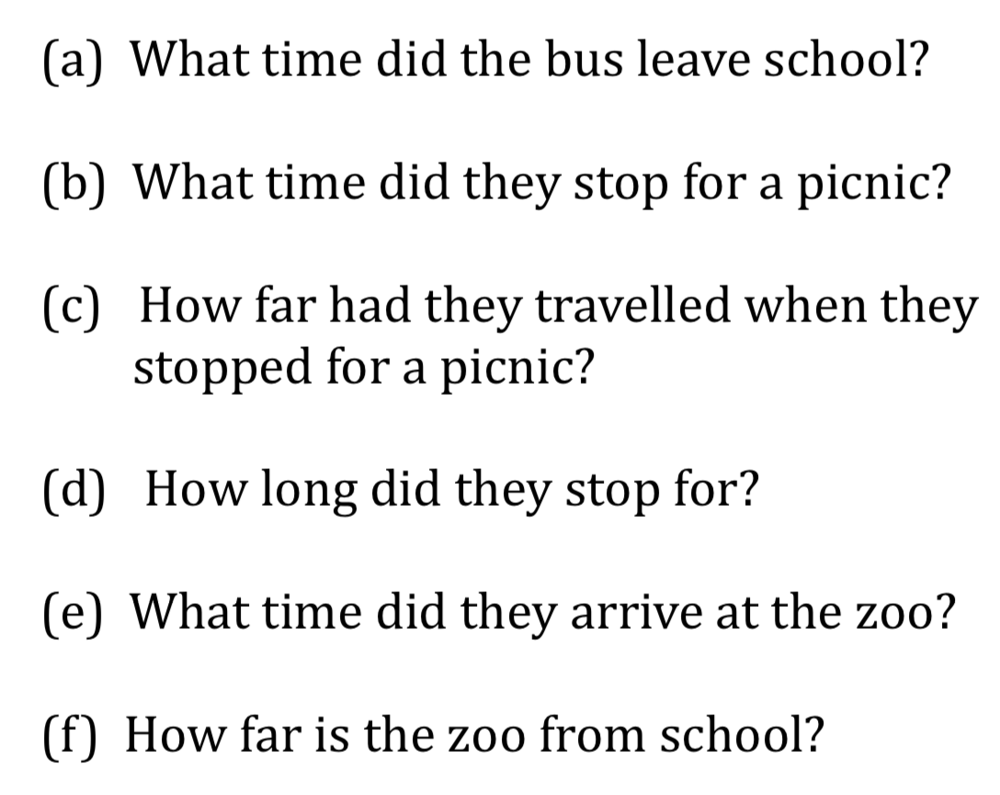 (a) What time did the bus leave school?
(b) What time did they stop for a picnic?
(c) How far had they travelled when they
stopped for a picnic?
(d) How long did they stop for?
(e) What time did they arrive at the zoo?
(f) How far is the zoo from school?